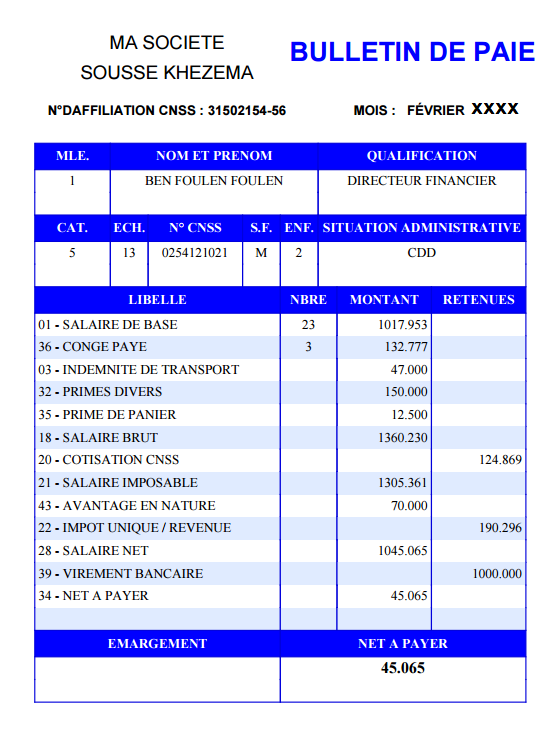 MA SOCIETE
BULLETIN DE PAIE
SOUSSE KHEZEMA
N°DAFFILIATION CNSS : 31502154-56 MOIS : FÉVRIER XXXX
MLE. NOM ET PRENOM QUALIFICATION
1 BEN FOULEN FOULEN DIRECTEUR FINANCIER
CAT. ECH. N° CNSS S.F. ENF. SITUATION ADMINISTRATIVE
5 13 0254121021 M 2 CDD
LIBELLE NBRE MONTANT RETENUES
01 - SALAIRE DE BASE 23 1017.953
36 - CONGE PAYE 3 132.777
03 - INDEMNITE DE TRANSPORT 47.000
32 - PRIMES DIVERS 150.000
35 - PRIME DE PANIER 12.500
18 - SALAIRE BRUT 1360.230
20 - COTISATION CNSS 124.869
21 - SALAIRE IMPOSABLE 1305.361
43 - AVANTAGE EN NATURE 70.000
22 - IMPOT UNIQUE / REVENUE 190.296
28 - SALAIRE NET 1045.065
39 - VIREMENT BANCAIRE 1000.000
34 - NET A PAYER 45.065
EMARGEMENT NET A PAYER
45.065